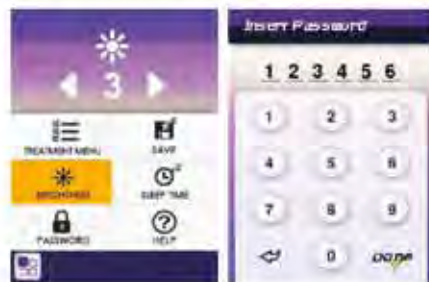 3
TREATMENT MENU
SAVE
BRIGHTNESS
SLEEP TIME
PASSWORD
HELP
Insert Password
1 2 3 4 5 6
1 2 3
4 5 6
7 8 9
0 DONE